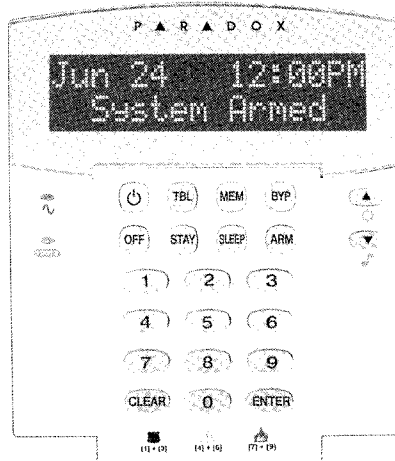 PARADOX
Jun 24 12:00PM
System Armed
TBL MEM BYP
OFF STAY SLEEP ARM
1 2 3
4 5 6
7 8 9
CLEAR 0 ENTER
[1] + [3] [4] + [6] [7] + [9]